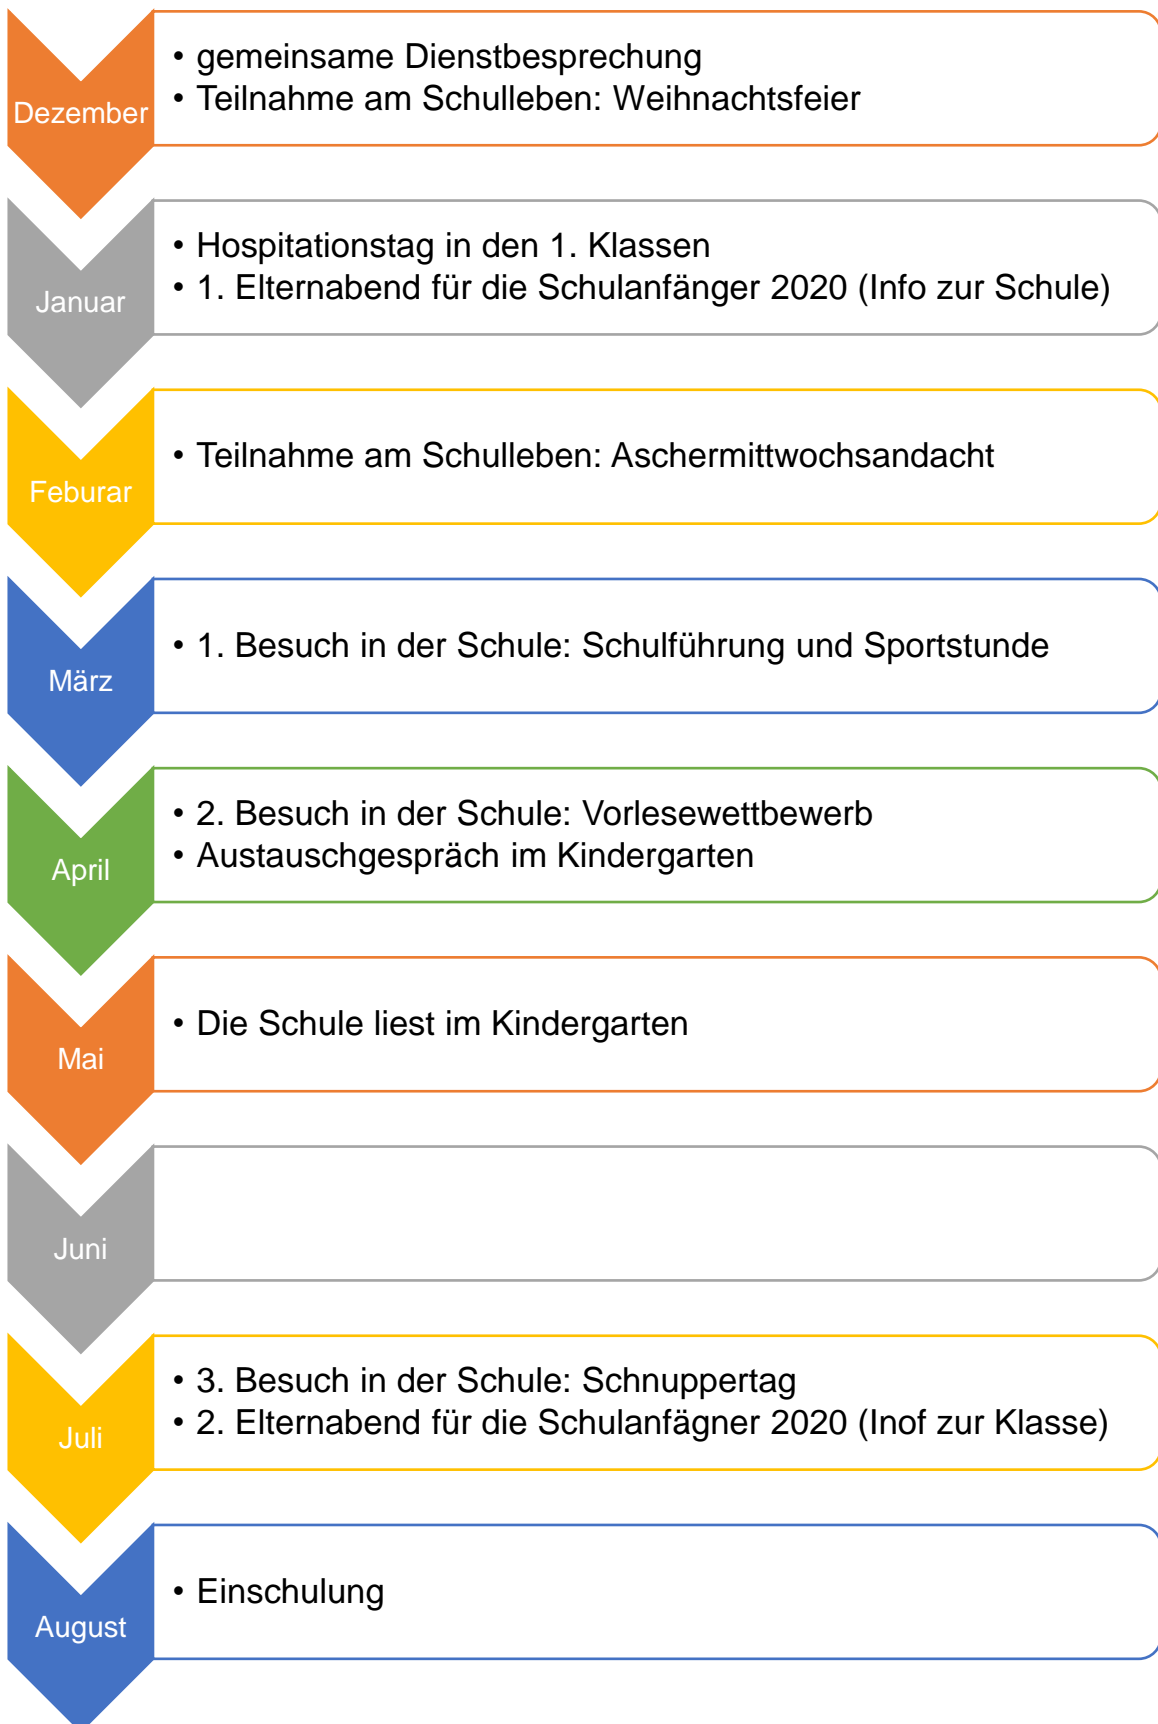 Dezember
• gemeinsame Dienstbesprechung
• Teilnahme am Schulleben: Weihnachtsfeier
Januar
• Hospitationstag in den 1. Klassen
• 1. Elternabend für die Schulanfänger 2020 (Info zur Schule)
Feburar
• Teilnahme am Schulleben: Aschermittwochsandacht
März
• 1. Besuch in der Schule: Schulführung und Sportstunde
April
• 2. Besuch in der Schule: Vorlesewettbewerb
• Austauschgespräch im Kindergarten
Mai
• Die Schule liest im Kindergarten
Juni
Juli
• 3. Besuch in der Schule: Schnuppertag
• 2. Elternabend für die Schulanfägner 2020 (Inof zur Klasse)
August
• Einschulung